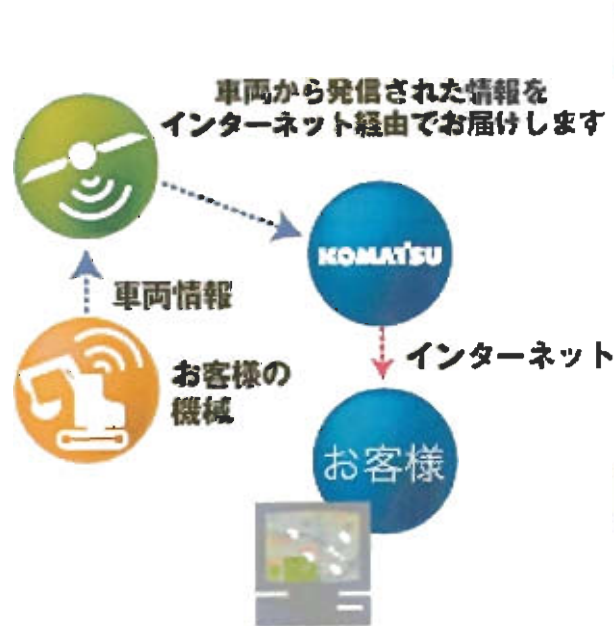 車両から発信された情報を
インターネット経由でお届けします
KOMATSU
車両情報
インターネット
お客様の
機械
お客様